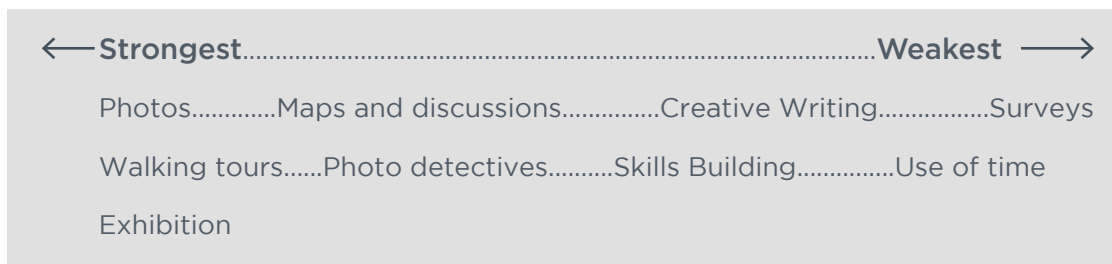 ← Strongest..................................................................................Weakest →
Photos.............Maps and discussions...............Creative Writing.................Surveys
Walking tours......Photo detectives..........Skills Building...............Use of time
Exhibition